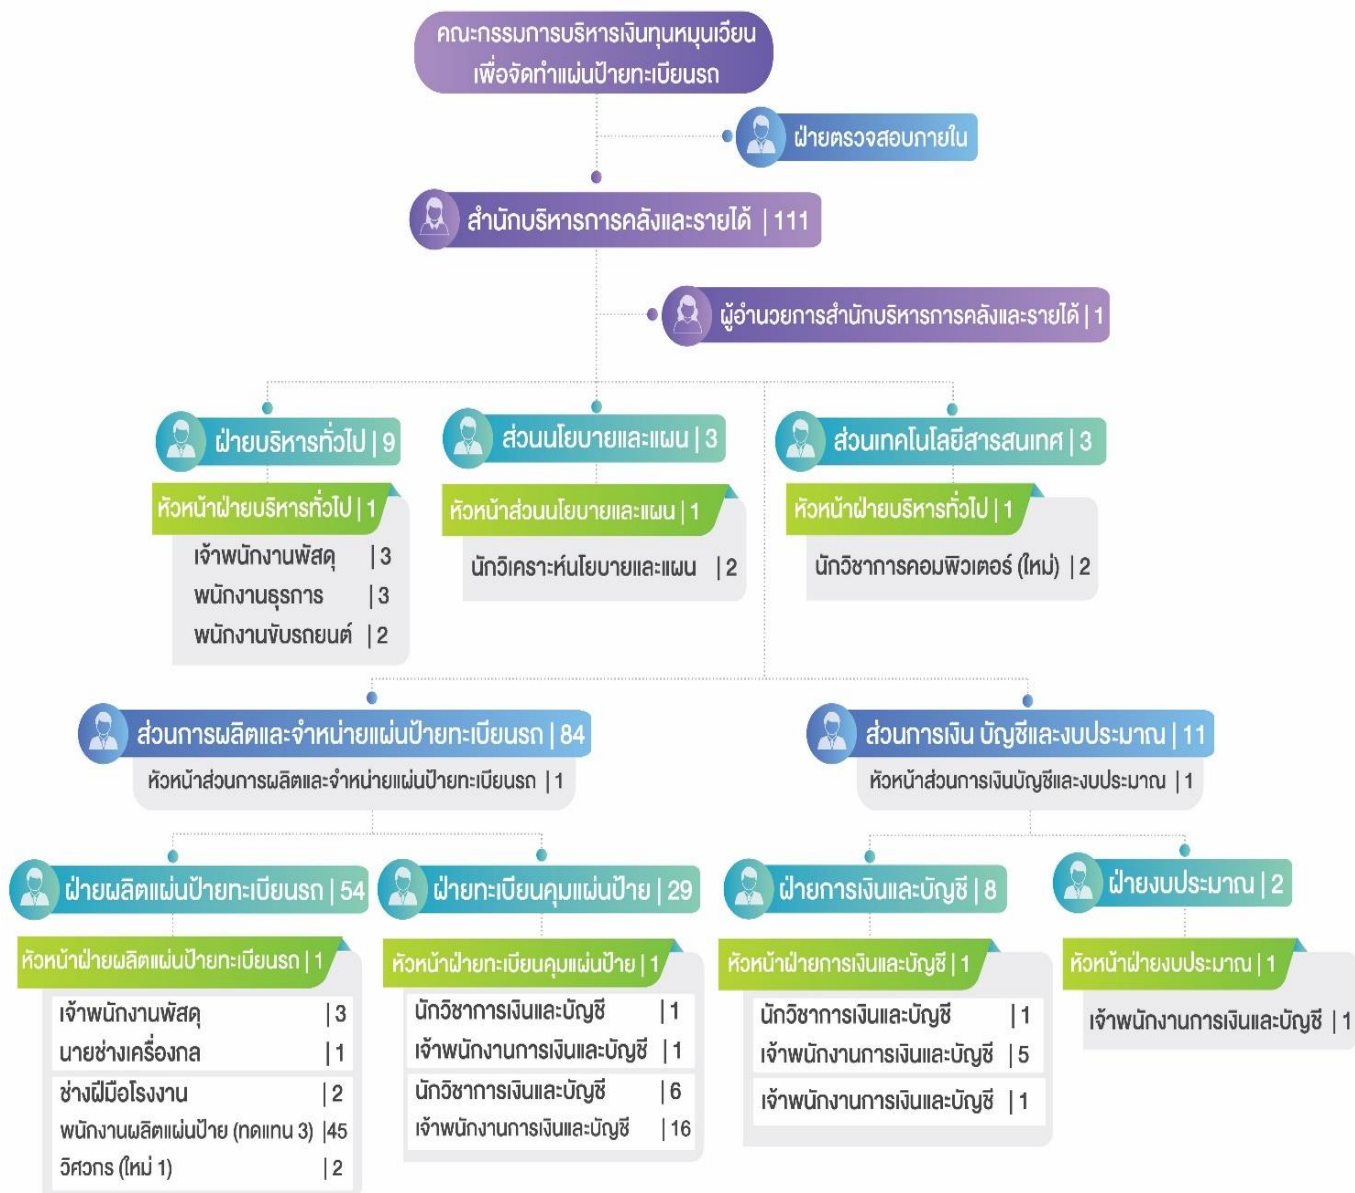 คณะกรรมการบริหารเงินทุนหมุนเวียน
เพื่อจัดทำแผ่นป้ายทะเบียนรถ
ฝ่ายตรวจสอบภายใน
สำนักบริหารการคลังและรายได้ | 111
ผู้อำนวยการสำนักบริหารการคลังและรายได้ | 1
ฝ่ายบริหารทั่วไป | 9
หัวหน้าฝ่ายบริหารทั่วไป | 1
เจ้าพนักงานพัสดุ | 3
พนักงานธุรการ | 3
พนักงานขับรถยนต์ | 2
ส่วนนโยบายและแผน | 3
หัวหน้าส่วนนโยบายและแผน | 1
นักวิเคราะห์นโยบายและแผน | 2
ส่วนเทคโนโลยีสารสนเทศ | 3
หัวหน้าฝ่ายบริหารทั่วไป | 1
นักวิชาการคอมพิวเตอร์ (ใหม่) | 2
ส่วนการผลิตและจำหน่ายแผ่นป้ายทะเบียนรถ | 84
หัวหน้าส่วนการผลิตและจำหน่ายแผ่นป้ายทะเบียนรถ | 1
ส่วนการเงิน บัญชีและงบประมาณ | 11
หัวหน้าส่วนการเงินบัญชีและงบประมาณ | 1
ฝ่ายผลิตแผ่นป้ายทะเบียนรถ | 54
หัวหน้าฝ่ายผลิตแผ่นป้ายทะเบียนรถ | 1
เจ้าพนักงานพัสดุ | 3
นายช่างเครื่องกล | 1
ช่างฝีมือโรงงาน | 2
พนักงานผลิตแผ่นป้าย (ทดแทน 3) | 45
วิศวกร (ใหม่ 1) | 2
ฝ่ายทะเบียนคุมแผ่นป้าย | 29
หัวหน้าฝ่ายทะเบียนคุมแผ่นป้าย | 1
นักวิชาการเงินและบัญชี | 1
เจ้าพนักงานการเงินและบัญชี | 1
นักวิชาการเงินและบัญชี | 6
เจ้าพนักงานการเงินและบัญชี | 16
ฝ่ายการเงินและบัญชี | 8
หัวหน้าฝ่ายการเงินและบัญชี | 1
นักวิชาการเงินและบัญชี | 1
เจ้าพนักงานการเงินและบัญชี | 5
เจ้าพนักงานการเงินและบัญชี | 1
ฝ่ายงบประมาณ | 2
หัวหน้าฝ่ายงบประมาณ | 1
เจ้าพนักงานการเงินและบัญชี | 1